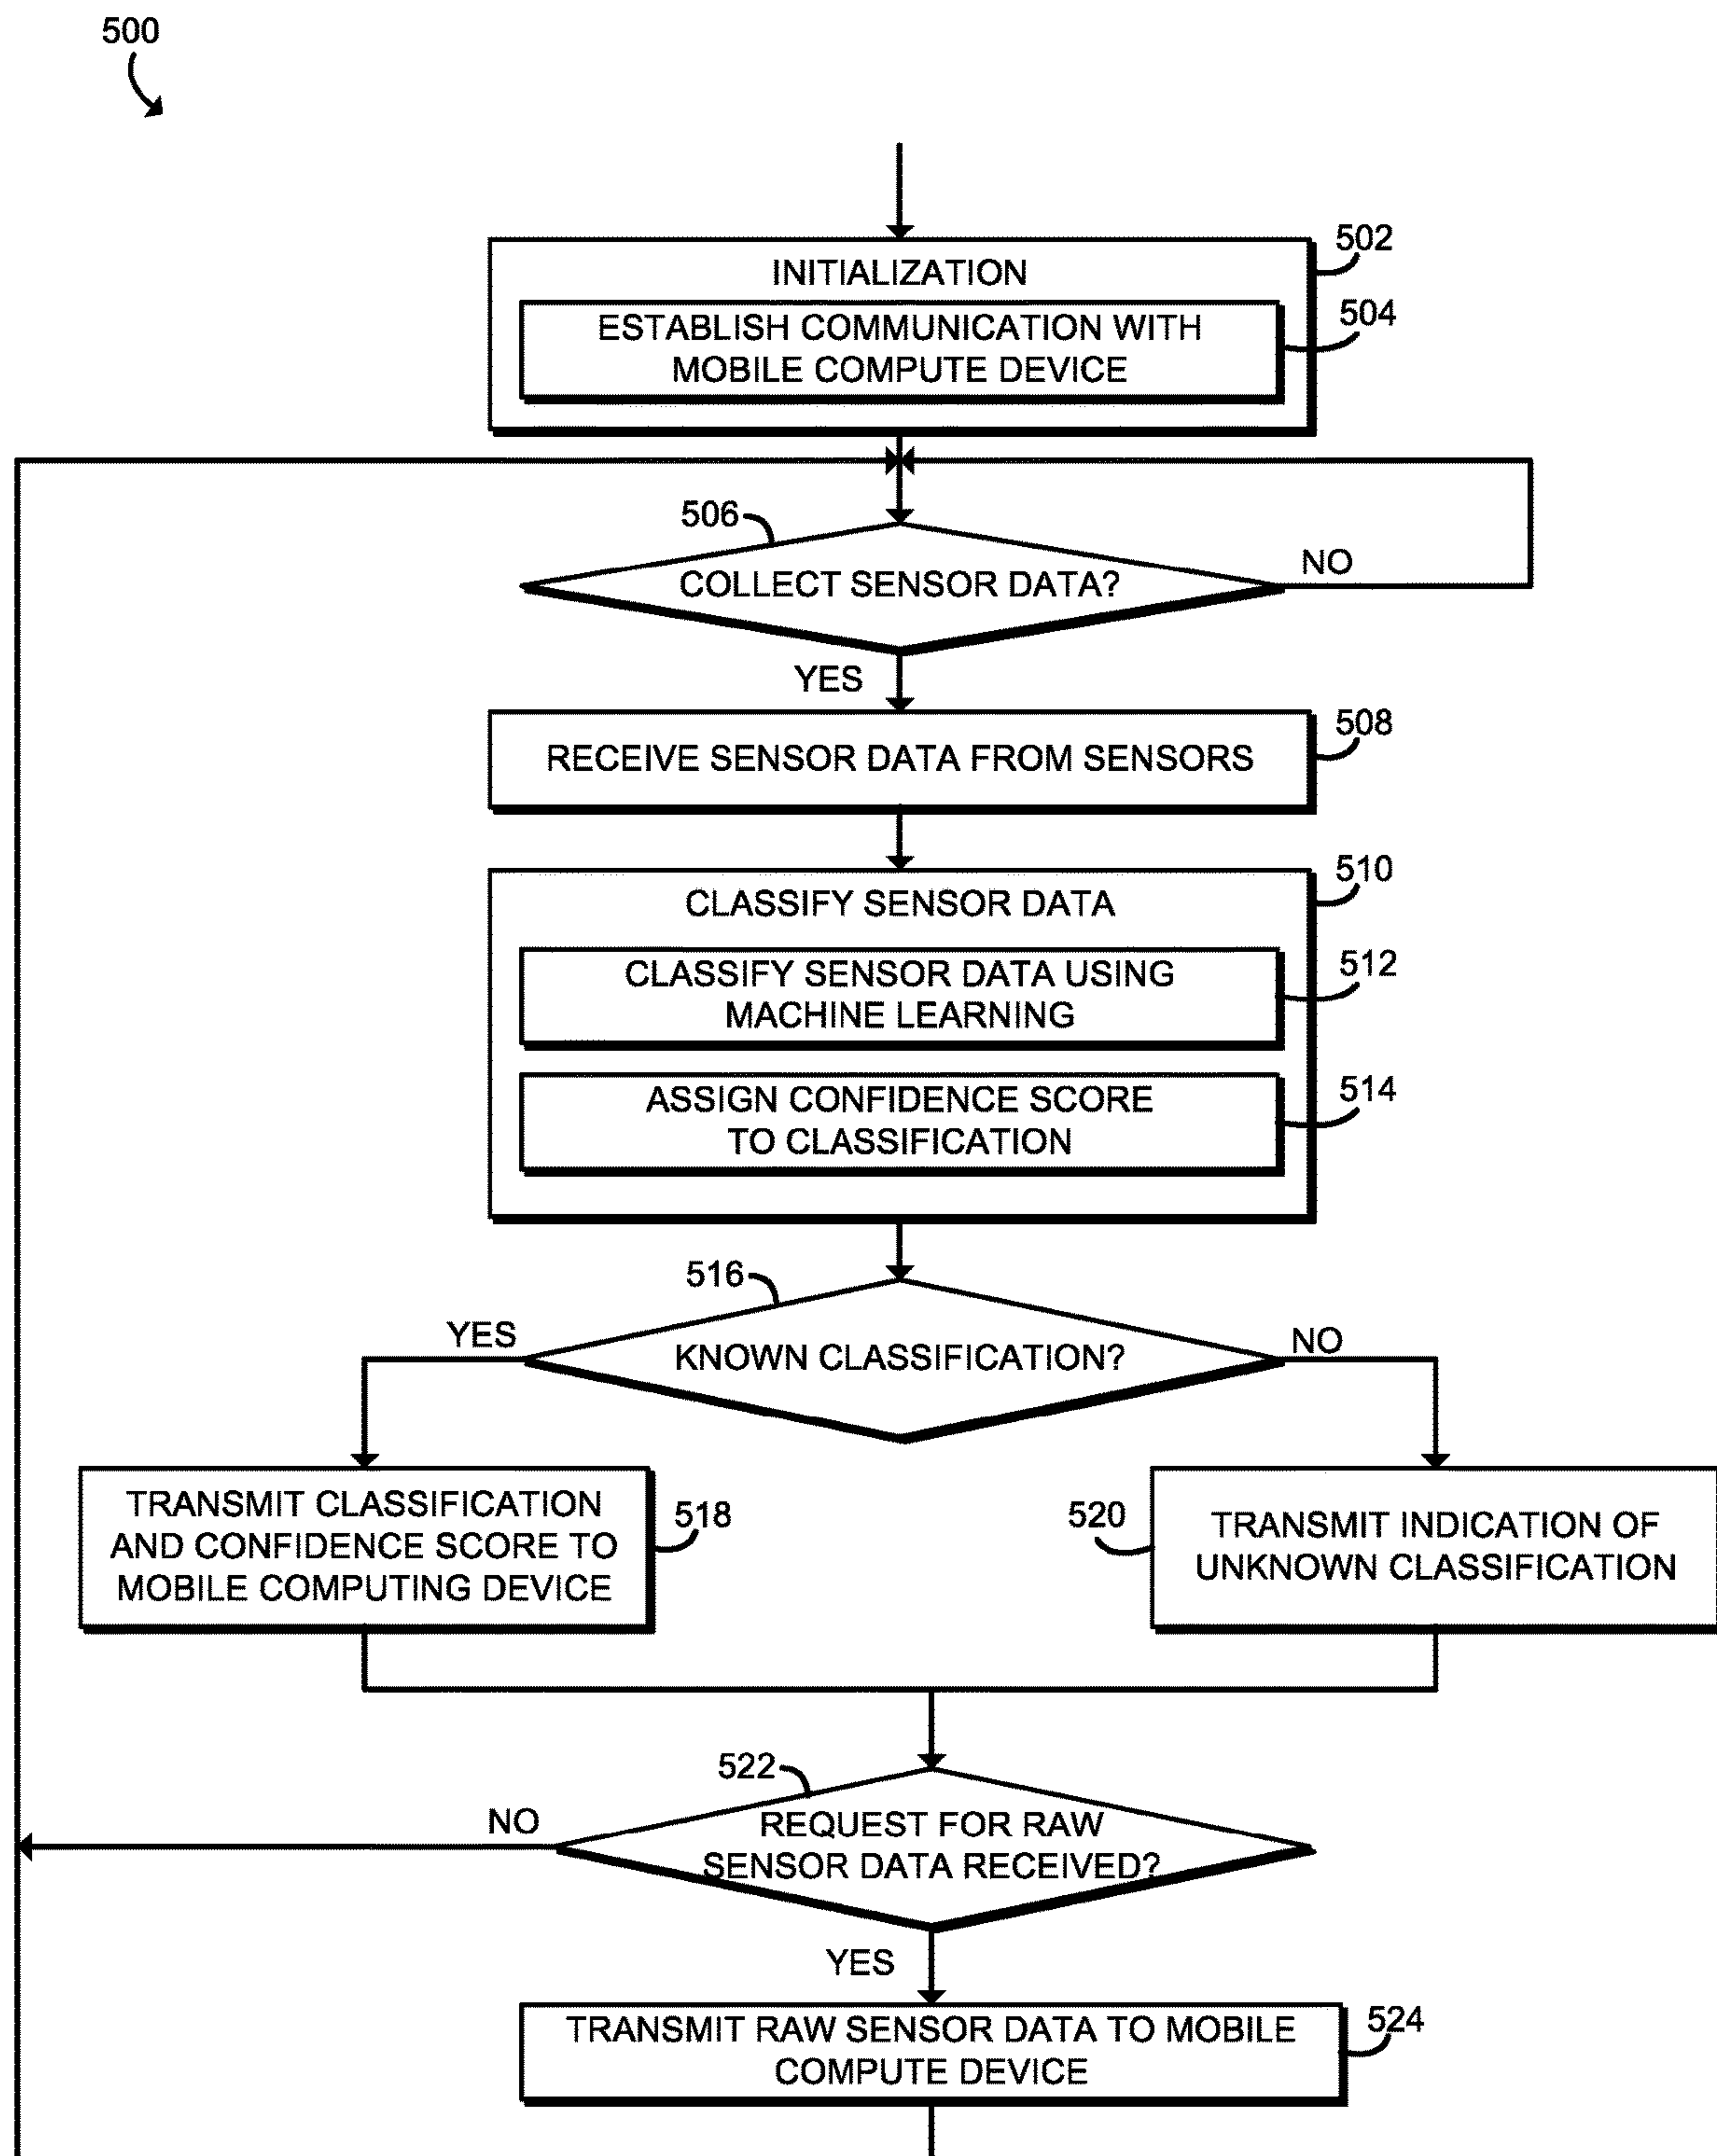 500
502
INITIALIZATION
504
ESTABLISH COMMUNICATION WITH
MOBILE COMPUTE DEVICE
506
COLLECT SENSOR DATA?
NO
YES
508
RECEIVE SENSOR DATA FROM SENSORS
510
CLASSIFY SENSOR DATA
512
CLASSIFY SENSOR DATA USING
MACHINE LEARNING
514
ASSIGN CONFIDENCE SCORE
TO CLASSIFICATION
516
YES
KNOWN CLASSIFICATION?
NO
TRANSMIT CLASSIFICATION
AND CONFIDENCE SCORE TO
MOBILE COMPUTING DEVICE
518
520
TRANSMIT INDICATION OF
UNKNOWN CLASSIFICATION
522
NO
REQUEST FOR RAW
SENSOR DATA RECEIVED?
YES
TRANSMIT RAW SENSOR DATA TO MOBILE
COMPUTE DEVICE
524